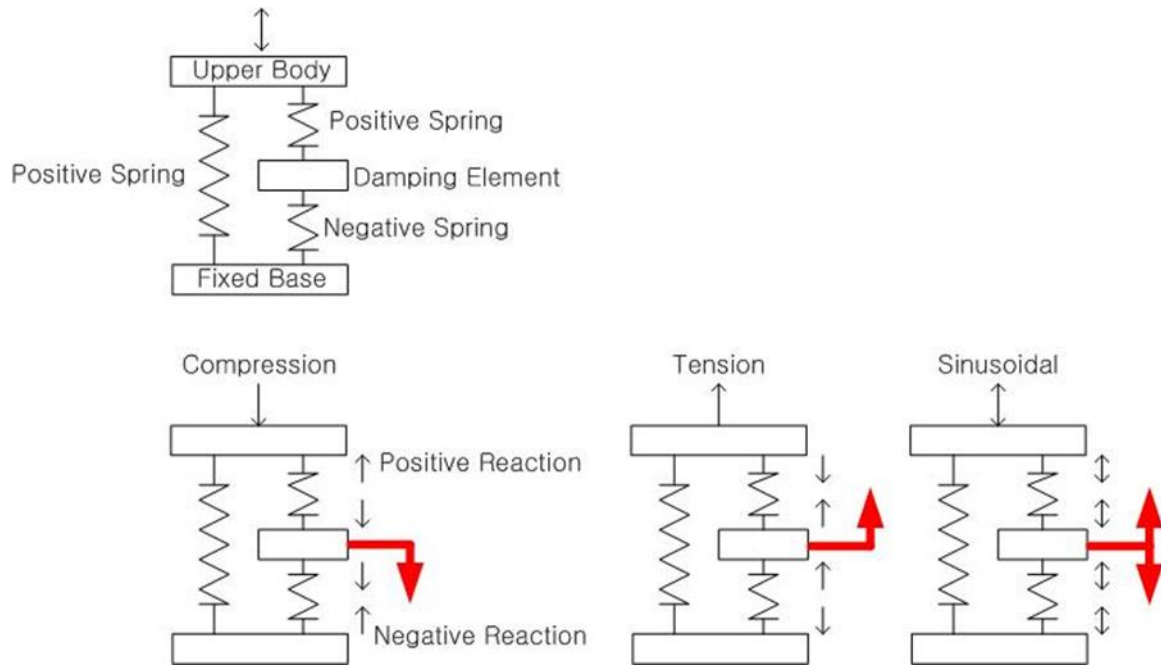 Upper Body
Positive Spring
Positive Spring
Damping Element
Negative Spring
Fixed Base
Compression
Tension
Sinusoidal
Positive Reaction
Negative Reaction